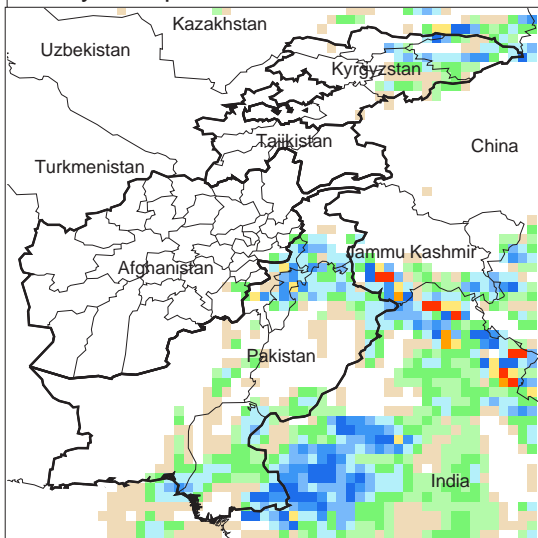 Kazakhstan
Uzbekistan
Kyrgyzstan
Tajikistan
China
Turkmenistan
Jammu Kashmir
Afghanistan
Pakistan
India